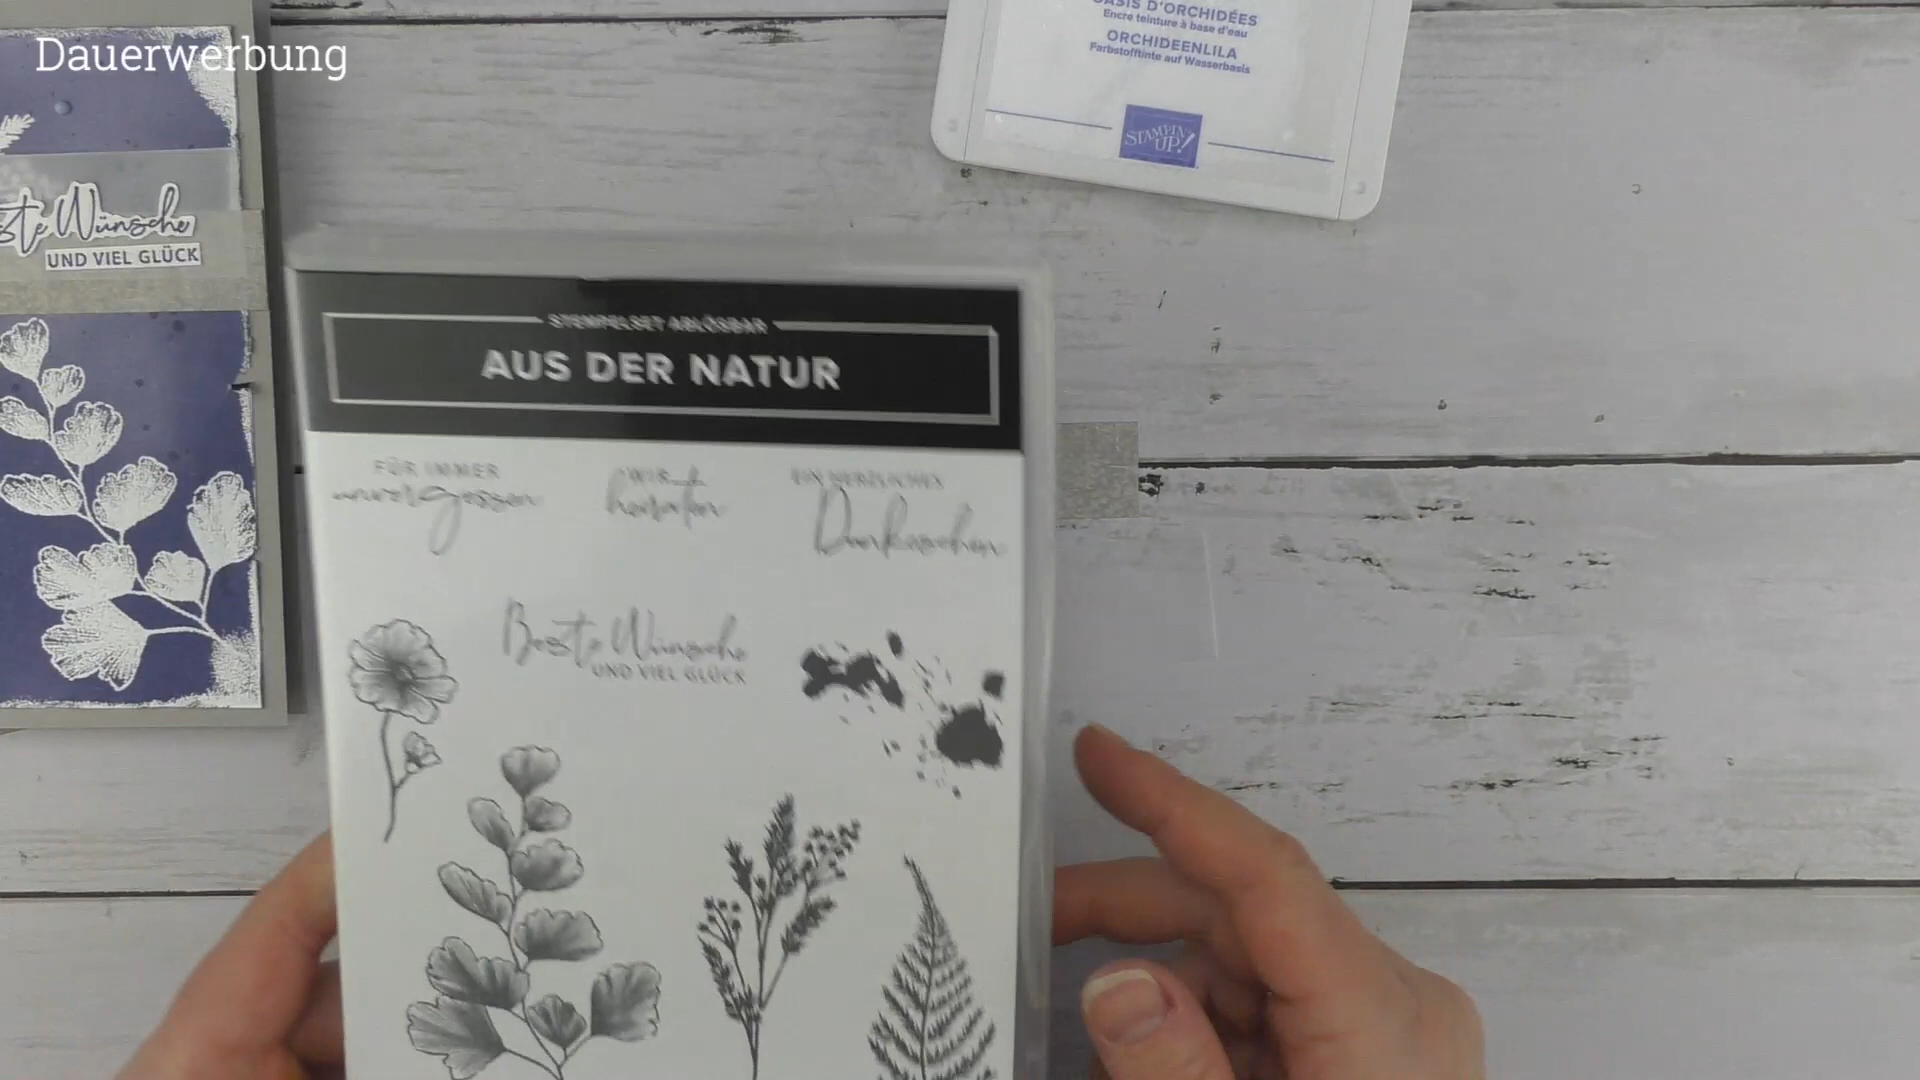 Dauerwerbung
OASIS D'ORCHIDÉES
Encre teinture à base d'eau
ORCHIDEENLILA
Farbstofftinte auf Wasserbasis
STAMPIN' UP!
ste Wünsche
UND VIEL GLÜCK
STEMPELSET ABLÖSBAR
AUS DER NATUR
FÜR IMMER
unvergessen
WIR
heiraten
EIN HERZLICHES
Dankeschön
Beste Wünsche
UND VIEL GLÜCK